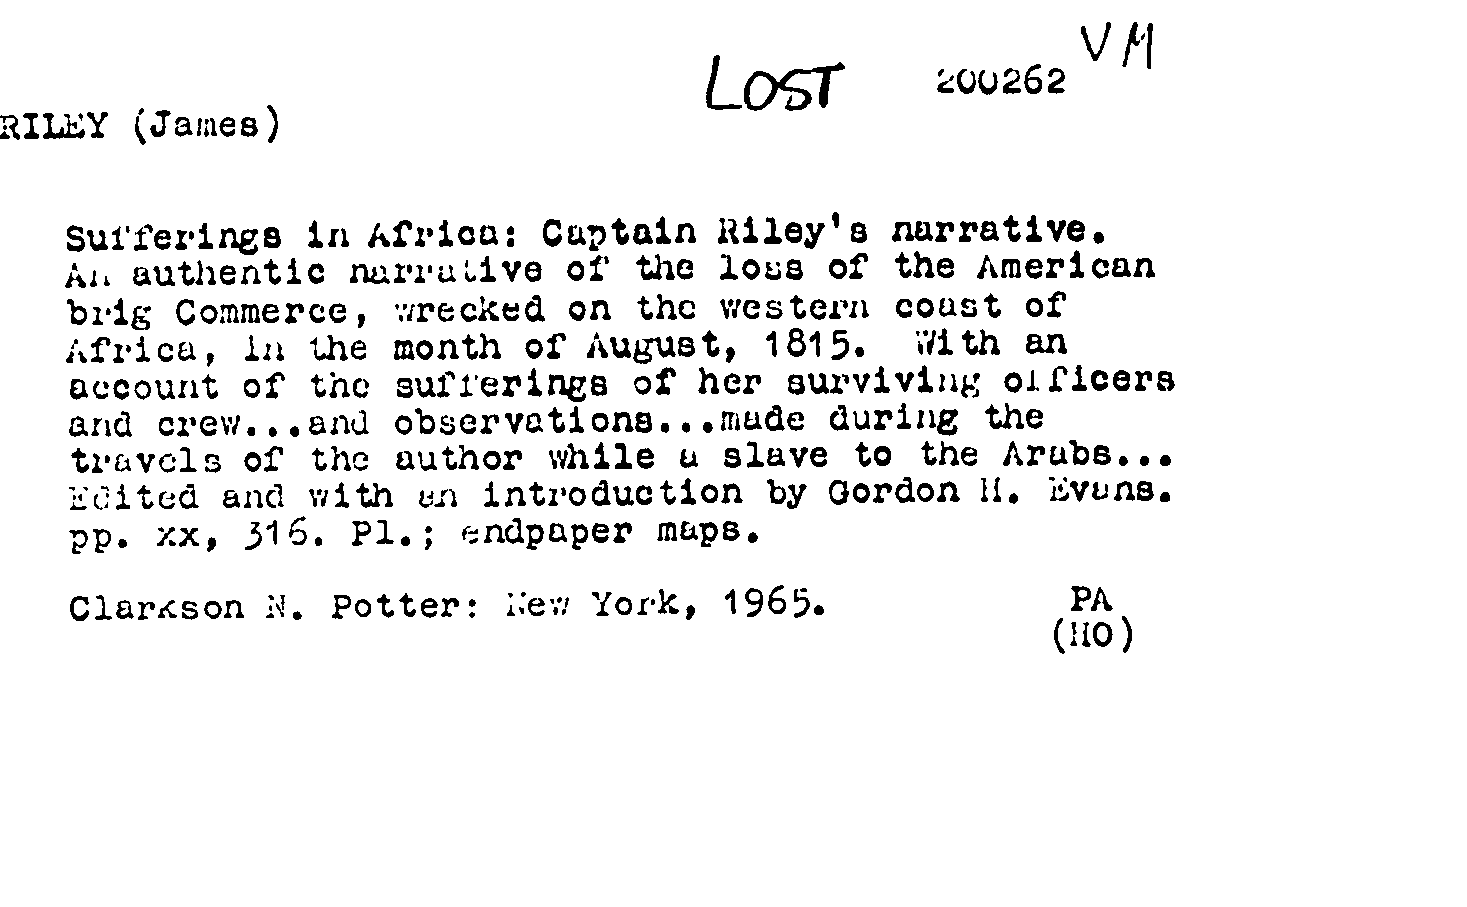 VM
LOST 200262
RILEY (James)
Sufferings in Africa: Captain Riley's narrative.
An authentic narrative of the loss of the American
brig Commerce, wrecked on the western coast of
Africa, in the month of August, 1815. With an
account of the sufferings of her surviving officers
and crew...and observations...made during the
travels of the author while a slave to the Arabs...
Edited and with an introduction by Gordon H. Evans.
pp. xx, 316. Pl.; endpaper maps.
Clarkson N. Potter: New York, 1965. PA
(HO)